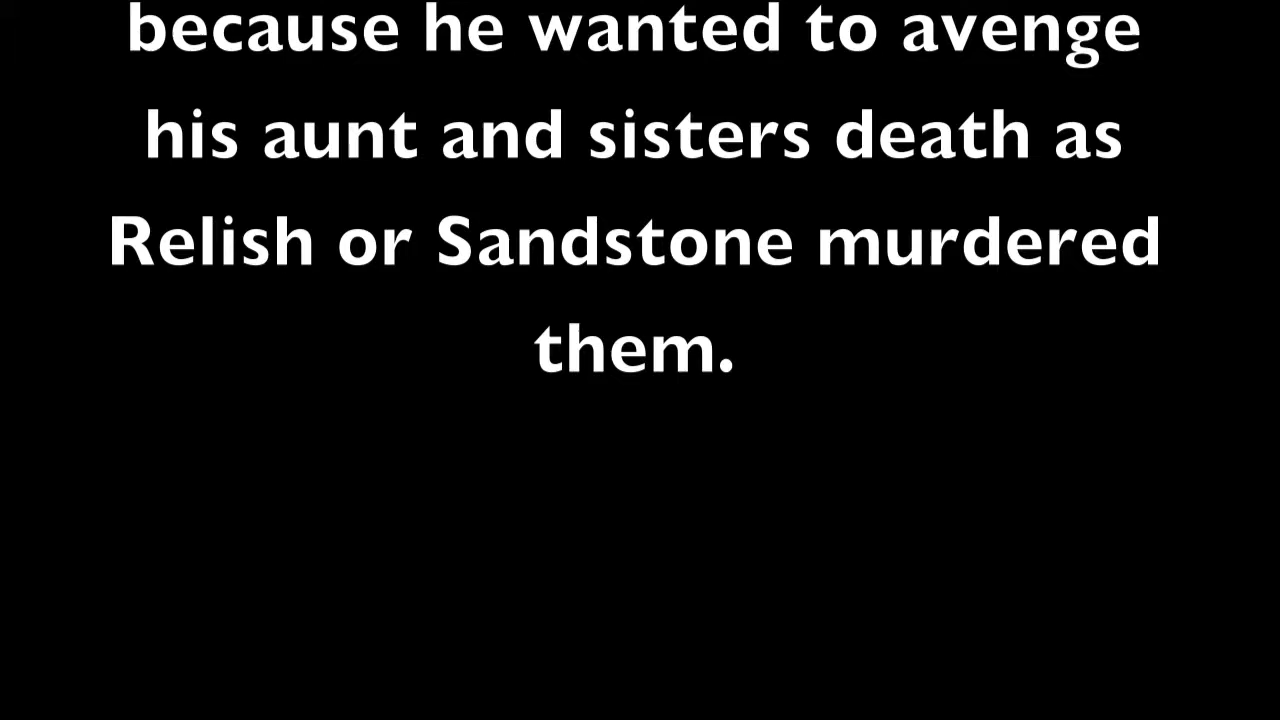 because he wanted to avenge
his aunt and sisters death as
Relish or Sandstone murdered
them.